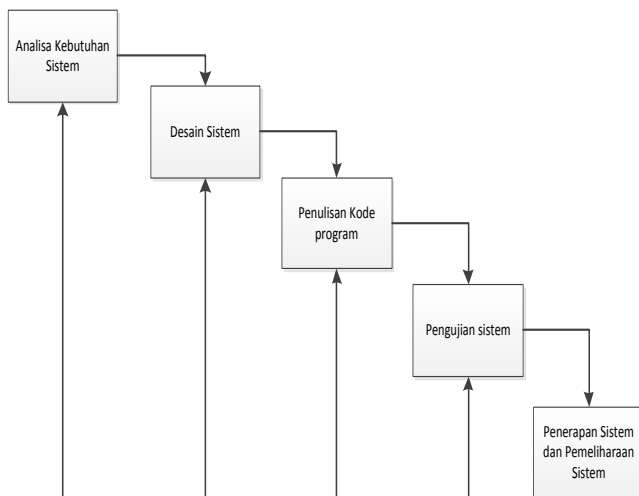 Analisa Kebutuhan
Sistem
Desain Sistem
Penulisan Kode
program
Pengujian sistem
Penerapan Sistem
dan Pemeliharaan
Sistem